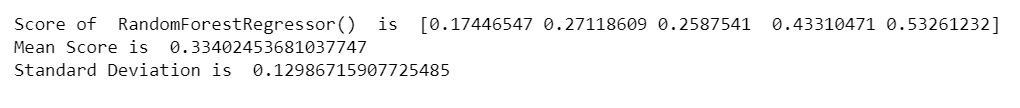 Score of  RandomForestRegressor()  is  [0.17446547 0.27118609 0.2587541  0.43310471 0.53261232]
Mean Score is  0.33402453681037747
Standard Deviation is  0.12986715907725485